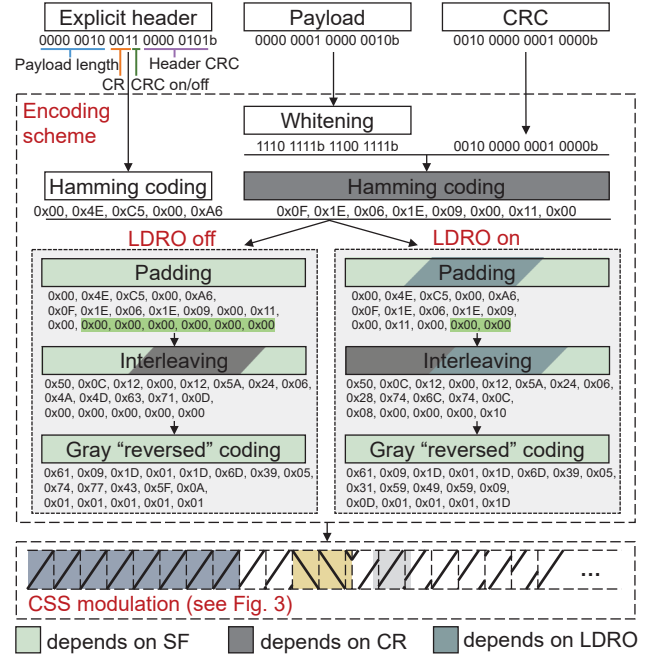 Explicit header
Payload
CRC
0000 0010 0011 0000 0101b
0000 0001 0000 0010b
0010 0000 0001 0000b
Payload length
Header CRC
CR CRC on/off
Encoding
scheme
Whitening
1110 1111b 1100 1111b
0010 0000 0001 0000b
Hamming coding
Hamming coding
0x00, 0x4E, 0xC5, 0x00, 0xA6,
0x0F, 0x1E, 0x06, 0x1E, 0x09, 0x00, 0x11, 0x00
LDRO off
LDRO on
Padding
0x00, 0x4E, 0xC5, 0x00, 0xA6,
0x0F, 0x1E, 0x06, 0x1E, 0x09, 0x00, 0x11,
0x00, 0x00, 0x00, 0x00, 0x00, 0x00, 0x00
Interleaving
0x50, 0x0C, 0x12, 0x00, 0x12, 0x5A, 0x24, 0x06,
0x4A, 0x4D, 0x63, 0x71, 0x0D,
0x00, 0x00, 0x00, 0x00, 0x00
Gray “reversed” coding
0x61, 0x09, 0x1D, 0x01, 0x1D, 0x6D, 0x39, 0x05,
0x74, 0x77, 0x43, 0x5F, 0x0A,
0x01, 0x01, 0x01, 0x01, 0x01
Padding
0x00, 0x4E, 0xC5, 0x00, 0xA6,
0x0F, 0x1E, 0x06, 0x1E, 0x09,
0x00, 0x11, 0x00, 0x00, 0x00
Interleaving
0x50, 0x0C, 0x12, 0x00, 0x12, 0x5A, 0x24, 0x06,
0x28, 0x74, 0x6C, 0x74, 0x0C,
0x08, 0x00, 0x00, 0x00, 0x10
Gray “reversed” coding
0x61, 0x09, 0x1D, 0x01, 0x1D, 0x6D, 0x39, 0x05,
0x31, 0x59, 0x49, 0x59, 0x09,
0x0D, 0x01, 0x01, 0x01, 0x1D
...
CSS modulation (see Fig. 3)
depends on SF
depends on CR
depends on LDRO